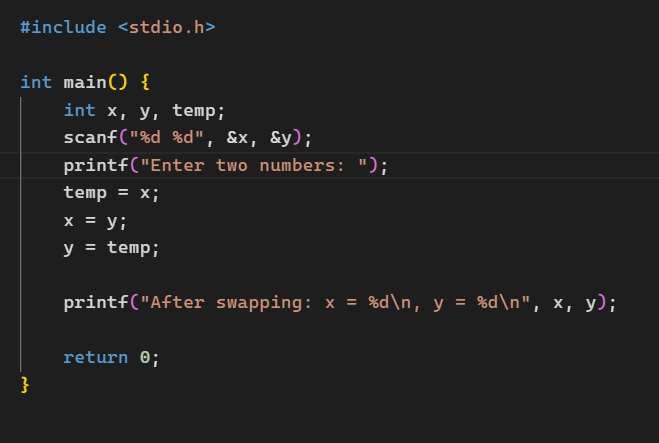 #include <stdio.h>
int main() {
int x, y, temp;
scanf("%d %d", &x, &y);
printf("Enter two numbers: ");
temp = x;
x = y;
y = temp;
printf("After swapping: x = %d\n, y = %d\n", x, y);
return 0;
}